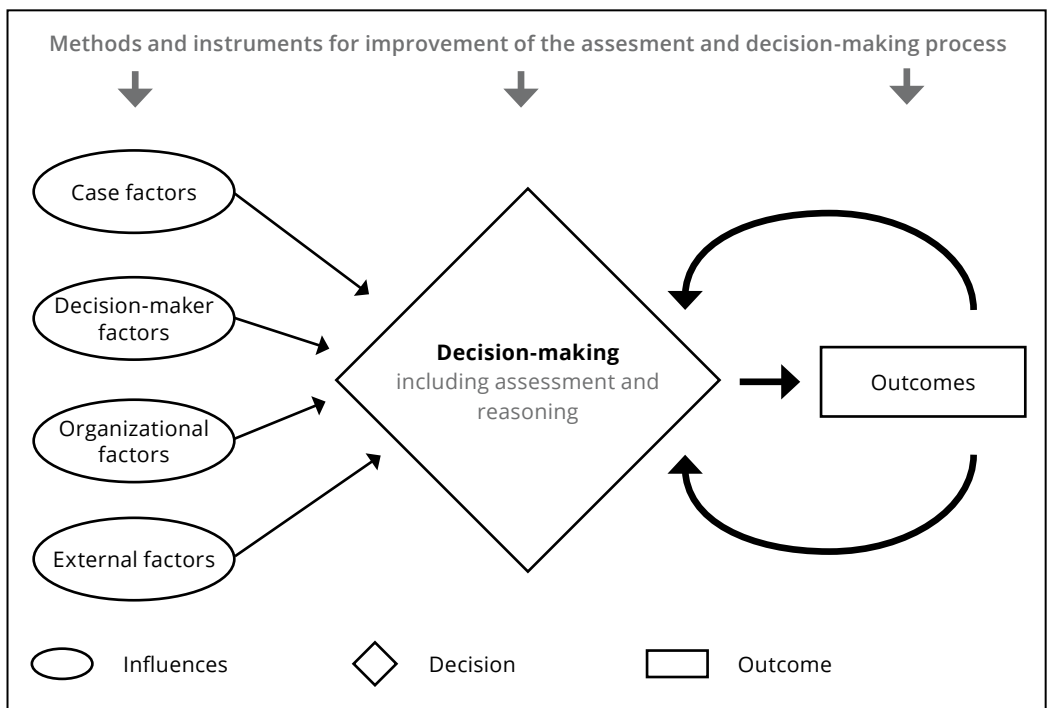 Methods and instruments for improvement of the assesment and decision-making process
Case factors
Decision-maker
factors
Organizational
factors
External factors
Decision-making
including assessment and
reasoning
Outcomes
Influences
Decision
Outcome